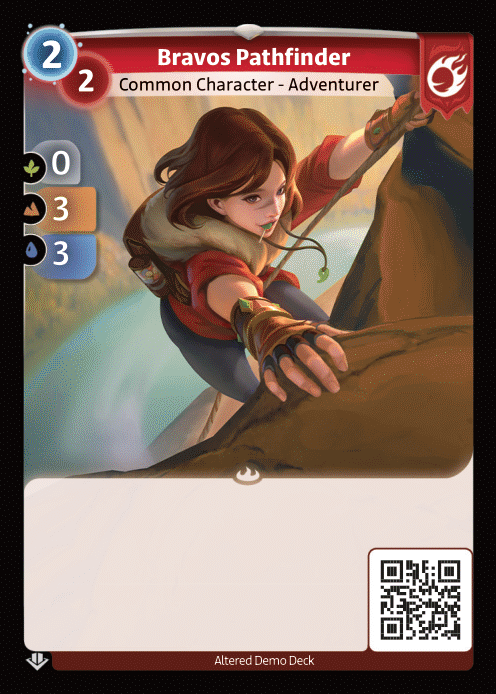 2
Bravos Pathfinder
2
Common Character - Adventurer
0
3
3
Altered Demo Deck